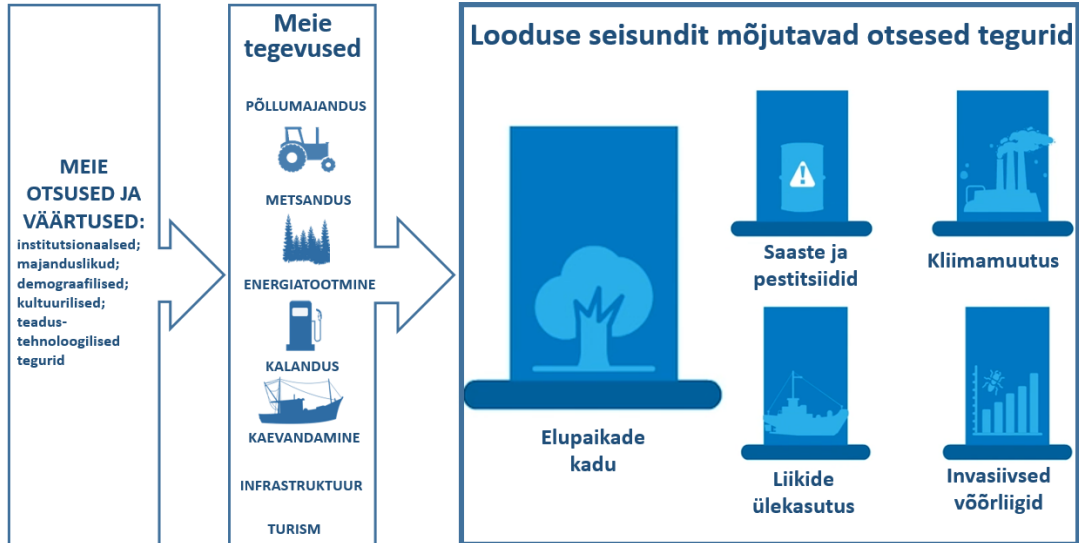 MEIE
OTSUSED JA
VÄÄRTUSED:
institutsionaalsed;
majanduslikud;
demograafilised;
kultuurilised;
teadus-
tehnoloogilised
tegurid
Meie
tegevused
PÕLLUMAJANDUS
METSANDUS
ENERGIATOOTMINE
KALANDUS
KAEVANDAMINE
INFRASTRUKTUUR
TURISM
Looduse seisundit mõjutavad otsesed tegurid
Elupaikade
kadu
Saaste ja
pestitsiidid
Kliimamuutus
Liikide
ülekasutus
Invasiivsed
võõrliigid